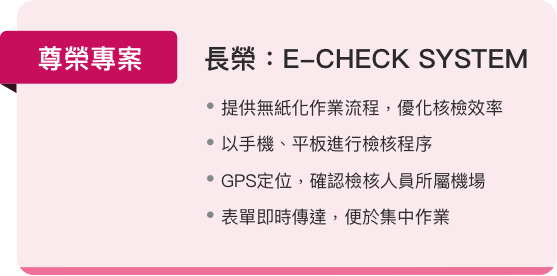 尊榮專案
長榮：E–CHECK SYSTEM
• 提供無紙化作業流程，優化核檢效率
• 以手機、平板進行檢核程序
• GPS定位，確認檢核人員所屬機場
• 表單即時傳達，便於集中作業